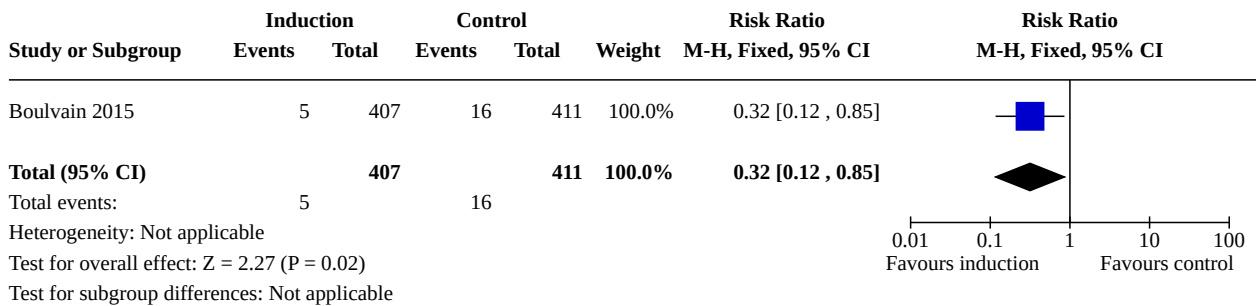 Induction Control Risk Ratio Risk Ratio
Study or Subgroup Events Total Events Total Weight M-H, Fixed, 95% CI M-H, Fixed, 95% CI
Boulvain 2015 5 407 16 411 100.0% 0.32 [0.12 , 0.85]
Total (95% CI) 407 411 100.0% 0.32 [0.12 , 0.85]
Total events: 5 16
Heterogeneity: Not applicable
0.01 0.1 1 10 100
Test for overall effect: Z = 2.27 (P = 0.02)
Favours induction Favours control
Test for subgroup differences: Not applicable